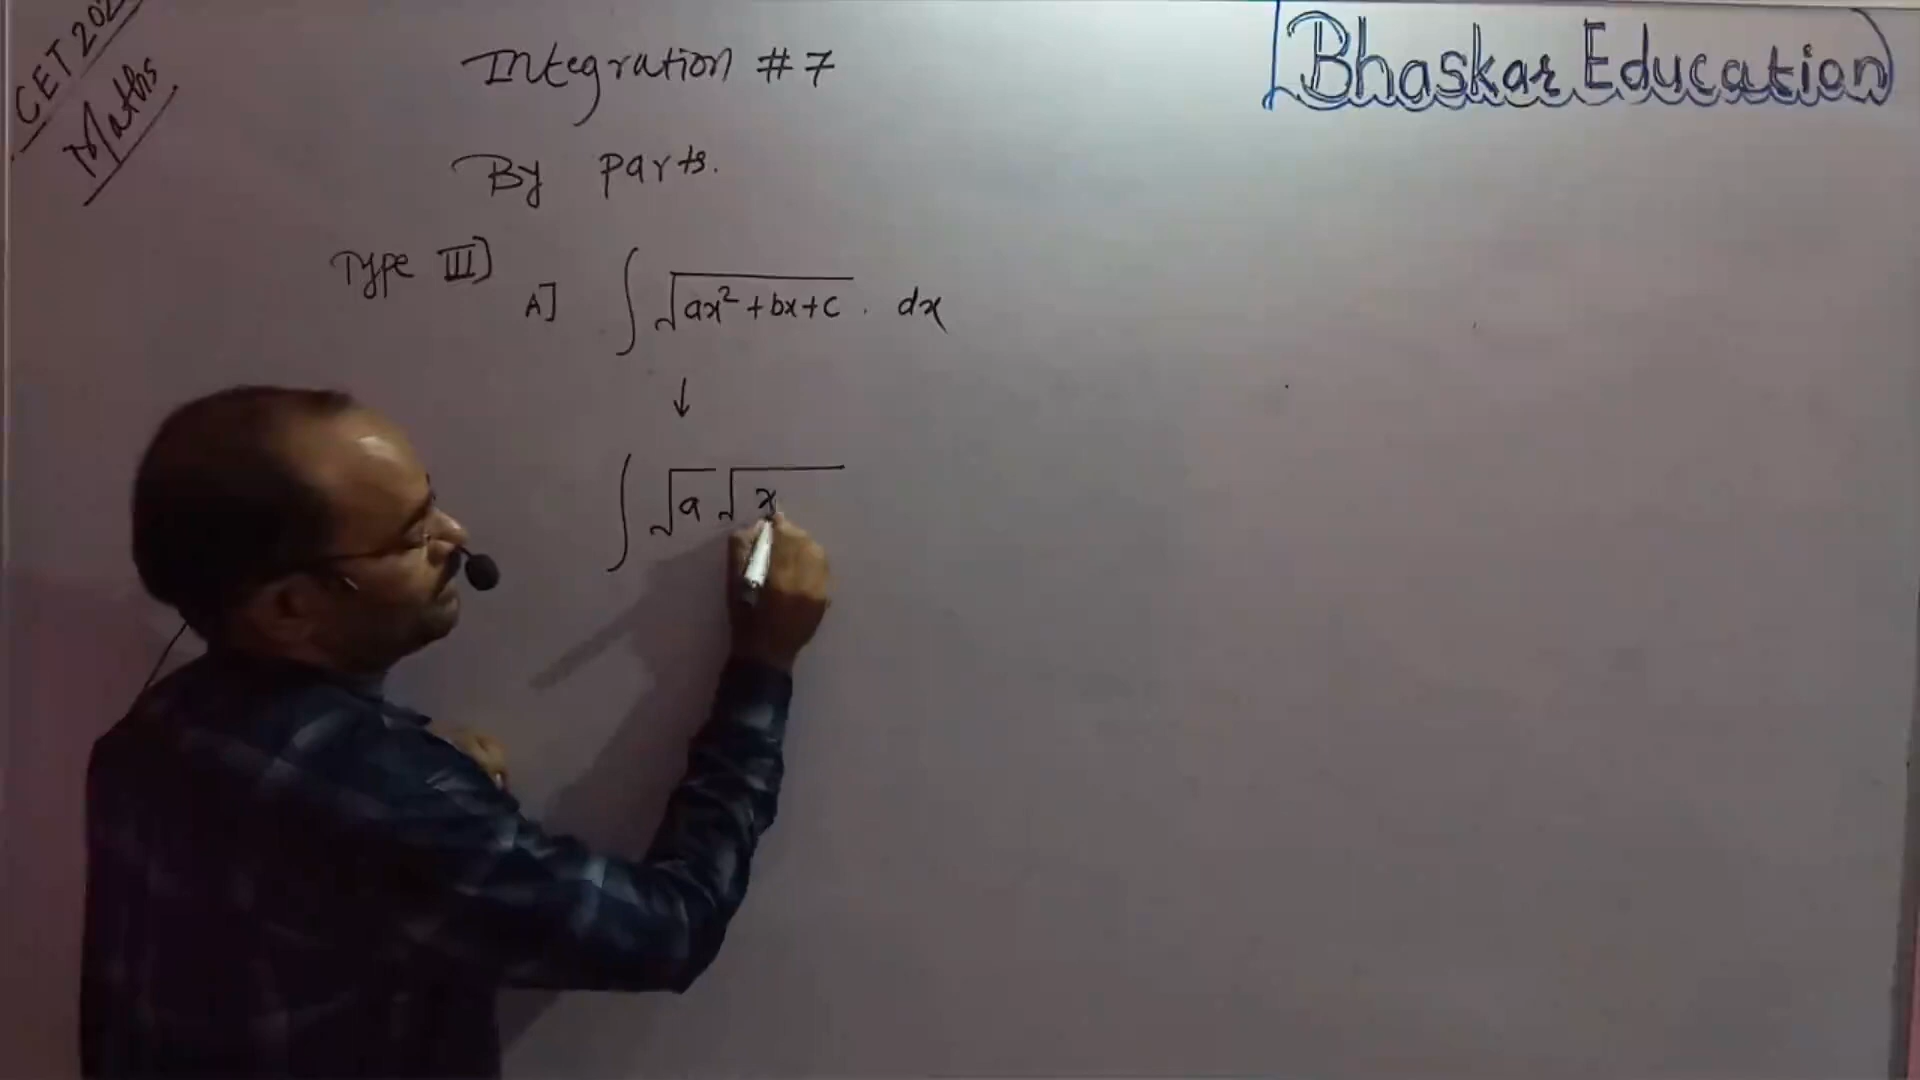 CET 202
Maths
Integration #7
Bhaskar Education
By Parts.
Type III)
A] ∫ √(ax² + bx + c) . dx
↓
∫ √a √x